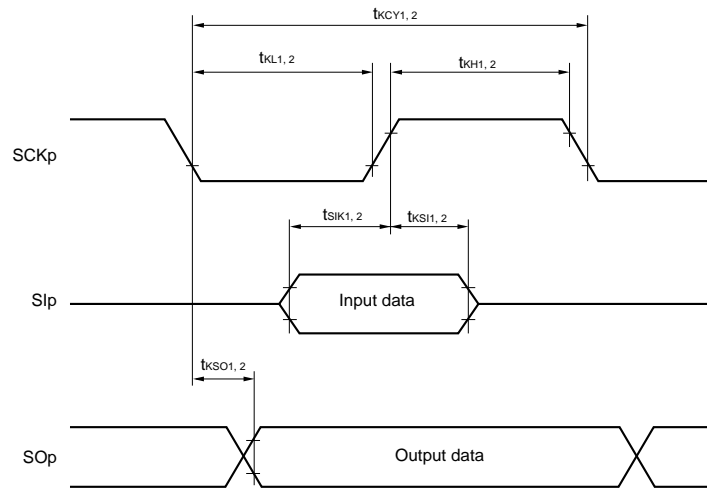 tKCY1, 2
tKL1, 2
tKH1, 2
SCKp
tSIK1, 2
tKSI1, 2
SIp
Input data
tKSO1, 2
SOp
Output data